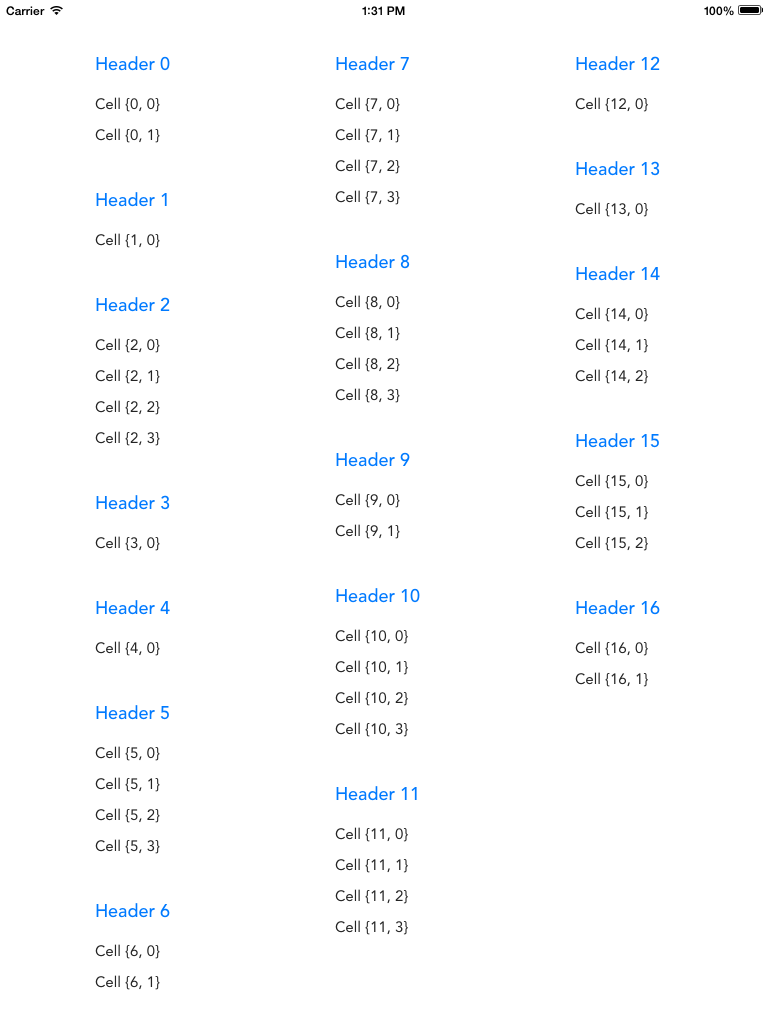 Carrier 1:31 PM 100%
Header 0
Cell {0, 0}
Cell {0, 1}
Header 1
Cell {1, 0}
Header 2
Cell {2, 0}
Cell {2, 1}
Cell {2, 2}
Cell {2, 3}
Header 3
Cell {3, 0}
Header 4
Cell {4, 0}
Header 5
Cell {5, 0}
Cell {5, 1}
Cell {5, 2}
Cell {5, 3}
Header 6
Cell {6, 0}
Cell {6, 1}
Header 7
Cell {7, 0}
Cell {7, 1}
Cell {7, 2}
Cell {7, 3}
Header 8
Cell {8, 0}
Cell {8, 1}
Cell {8, 2}
Cell {8, 3}
Header 9
Cell {9, 0}
Cell {9, 1}
Header 10
Cell {10, 0}
Cell {10, 1}
Cell {10, 2}
Cell {10, 3}
Header 11
Cell {11, 0}
Cell {11, 1}
Cell {11, 2}
Cell {11, 3}
Header 12
Cell {12, 0}
Header 13
Cell {13, 0}
Header 14
Cell {14, 0}
Cell {14, 1}
Cell {14, 2}
Header 15
Cell {15, 0}
Cell {15, 1}
Cell {15, 2}
Header 16
Cell {16, 0}
Cell {16, 1}